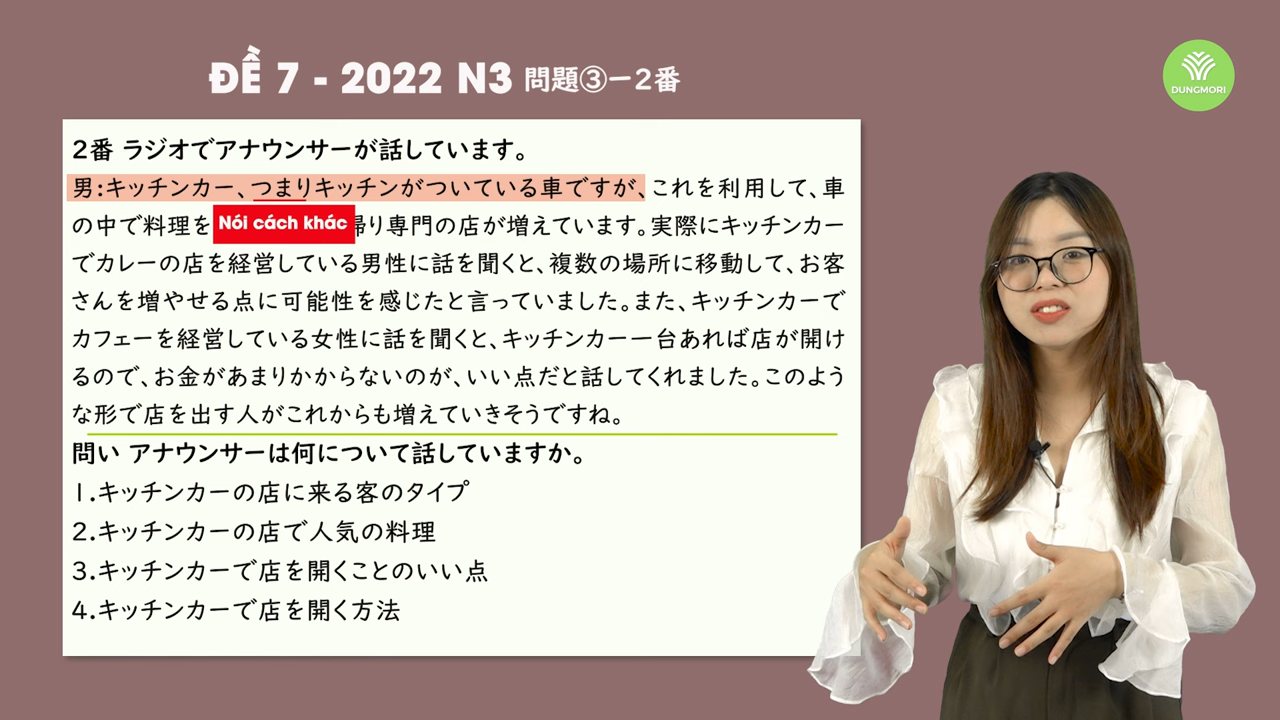 ĐỀ 7 - 2022 N3 問題③ー2番
DUNGMORI
2番 ラジオでアナウンサーが話しています。
男:キッチンカー、つまりキッチンがついている車ですが、これを利用して、車
の中で料理を Nói cách khác 帰り専門の店が増えています。実際にキッチンカー
でカレーの店を経営している男性に話を聞くと、複数の場所に移動して、お客
さんを増やせる点に可能性を感じたと言っていました。また、キッチンカーで
カフェーを経営している女性に話を聞くと、キッチンカー一台あれば店が開け
るので、お金があまりかからないのが、いい点だと話してくれました。このよう
な形で店を出す人がこれからも増えていきそうですね。
問い アナウンサーは何について話していますか。
1.キッチンカーの店に来る客のタイプ
2.キッチンカーの店で人気の料理
3.キッチンカーで店を開くことのいい点
4.キッチンカーで店を開く方法